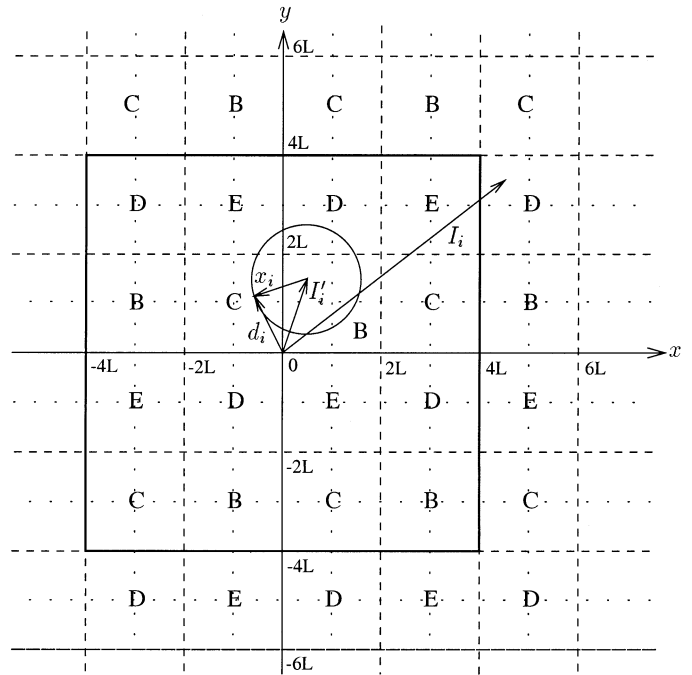 y
6L
C B C B C
4L
D E D E D
I_i
2L
x_i I'_i
B C C B
d_i B
x
-4L -2L 0 2L 4L 6L
E D E D E
-2L
C B C B C
-4L
D E D E D
-6L